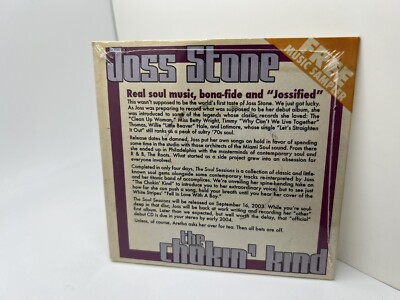 Joss Stone
FREE
MUSIC SAMPLER
Real soul music, bona-fide and "Jossified"
This wasn't supposed to be the world's first taste of Joss Stone. We just got lucky.
As Joss was preparing to record what was supposed to be her debut album, she
was introduced to some of the legends whose classic records she loved: The
"Clean Up Woman," Miss Betty Wright, Timmy "Why Can't We Live Together"
Thomas, Willie "Little Beaver" Hale, and Latimore, whose single "Let's Straighten
It Out" still ranks as a peak of sultry '70s soul.
Release dates be damned, Joss put her own songs on hold in favor of spending
some time in the studio with those architects of the Miami Soul sound. From there
she ended up in Philadelphia with the masterminds of contemporary soul and
R & B, The Roots. What started as a side project grew into an obsession for
everyone involved.
Completed in only four days, The Soul Sessions is a collection of classic and little-
known soul gems alongside some contemporary tracks re-interpreted by Joss
and her titanic band of accomplices. We're unveiling her spine-bending take on
"The Chokin' Kind" to introduce you to her extraordinary voice; but to see just
how far she can push a song, hold your breath until you hear her cover of the
White Stripes' "Fell In Love With A Boy."
The Soul Sessions will be released on September 16, 2003. While you're soul-
deep in that disc, Joss will be back at work writing and recording her "other"
first album. Later than we expected, but well worth the delay, that "official"
debut CD is due in your stereo by early 2004.
Unless, of course, Aretha asks her over for tea. Then all bets are off.
the
chokin' kind